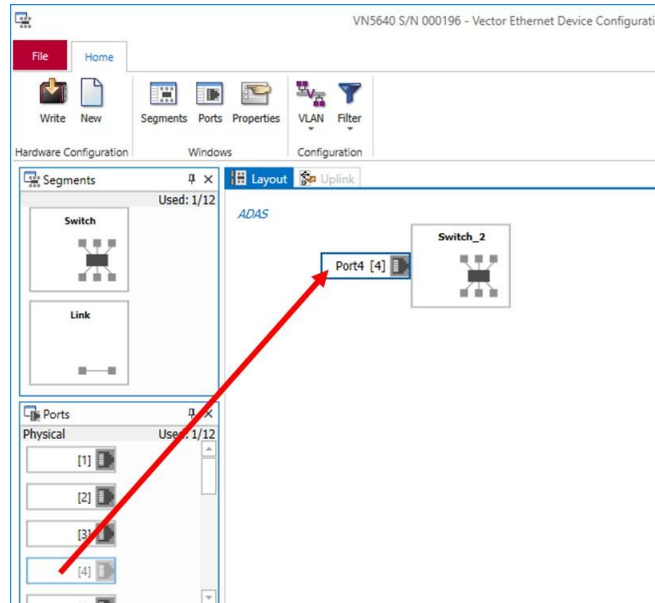 VN5640 S/N 000196 - Vector Ethernet Device Configurati
File Home
Write New Segments Ports Properties VLAN Filter
Hardware Configuration Windows Configuration
Segments
Used: 1/12
Switch
Link
Layout Uplink
ADAS
Port4 [4]
Switch_2
Ports
Physical Used: 1/12
[1]
[2]
[3]
[4]